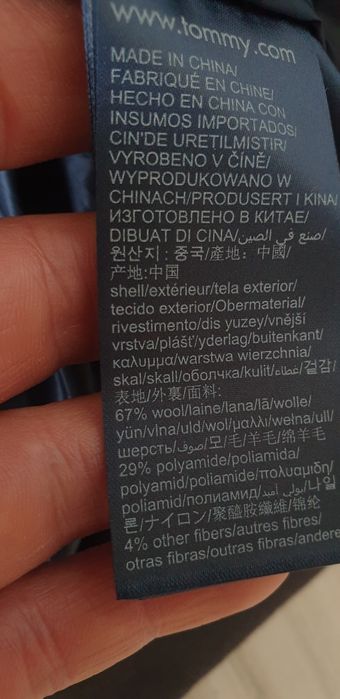 www.tommy.com
MADE IN CHINA/
FABRIQUÉ EN CHINE/
HECHO EN CHINA CON
INSUMOS IMPORTADOS/
CIN'DE URETILMISTIR/
VYROBENO V ČÍNĚ/
WYPRODUKOWANO W
CHINACH/PRODUSERT I KINA/
ИЗГОТОВЛЕНО В КИТАЕ/
DIBUAT DI CINA/صنع في الصين/
원산지 : 중국/產地: 中國/
产地:中国
shell/extérieur/tela exterior/
tecido exterior/Obermaterial/
rivestimento/dis yuzey/vnější
vrstva/plášť/yderlag/buitenkant/
καλυμμα/warstwa wierzchnia/
skal/skall/оболочка/kulit/غطاء/겉감/
表地/外裏/面料:
67% wool/laine/lana/lã/wolle/
yün/vlna/uld/wol/μαλλι/wełna/ull/
шерсть/صوف/모/毛/羊毛/绵羊毛
29% polyamide/poliamida/
polyamid/poliammide/πολυαμιδη/
poliamid/полиамид/بولي أميد/나일
론/ナイロン/聚醯胺纖維/锦纶
4% other fibers/autres fibres/
otras fibras/outras fibras/andere